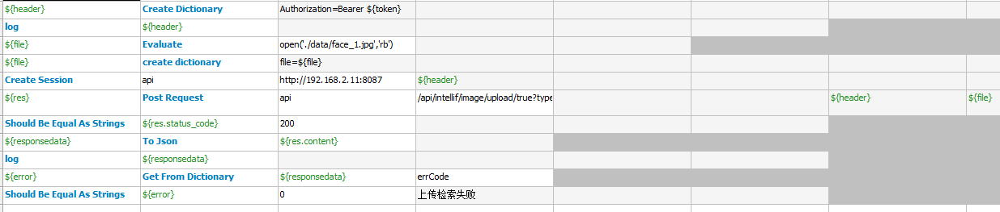 ${header} Create Dictionary Authorization=Bearer ${token}
log ${header}
${file} Evaluate open('./data/face_1.jpg','rb')
${file} create dictionary file=${file}
Create Session api http://192.168.2.11:8087 ${header}
${res} Post Request api /api/intellif/image/upload/true?type ${header} ${file}
Should Be Equal As Strings ${res.status_code} 200
${responsedata} To Json ${res.content}
log ${responsedata}
${error} Get From Dictionary ${responsedata} errCode
Should Be Equal As Strings ${error} 0 上传检索失败